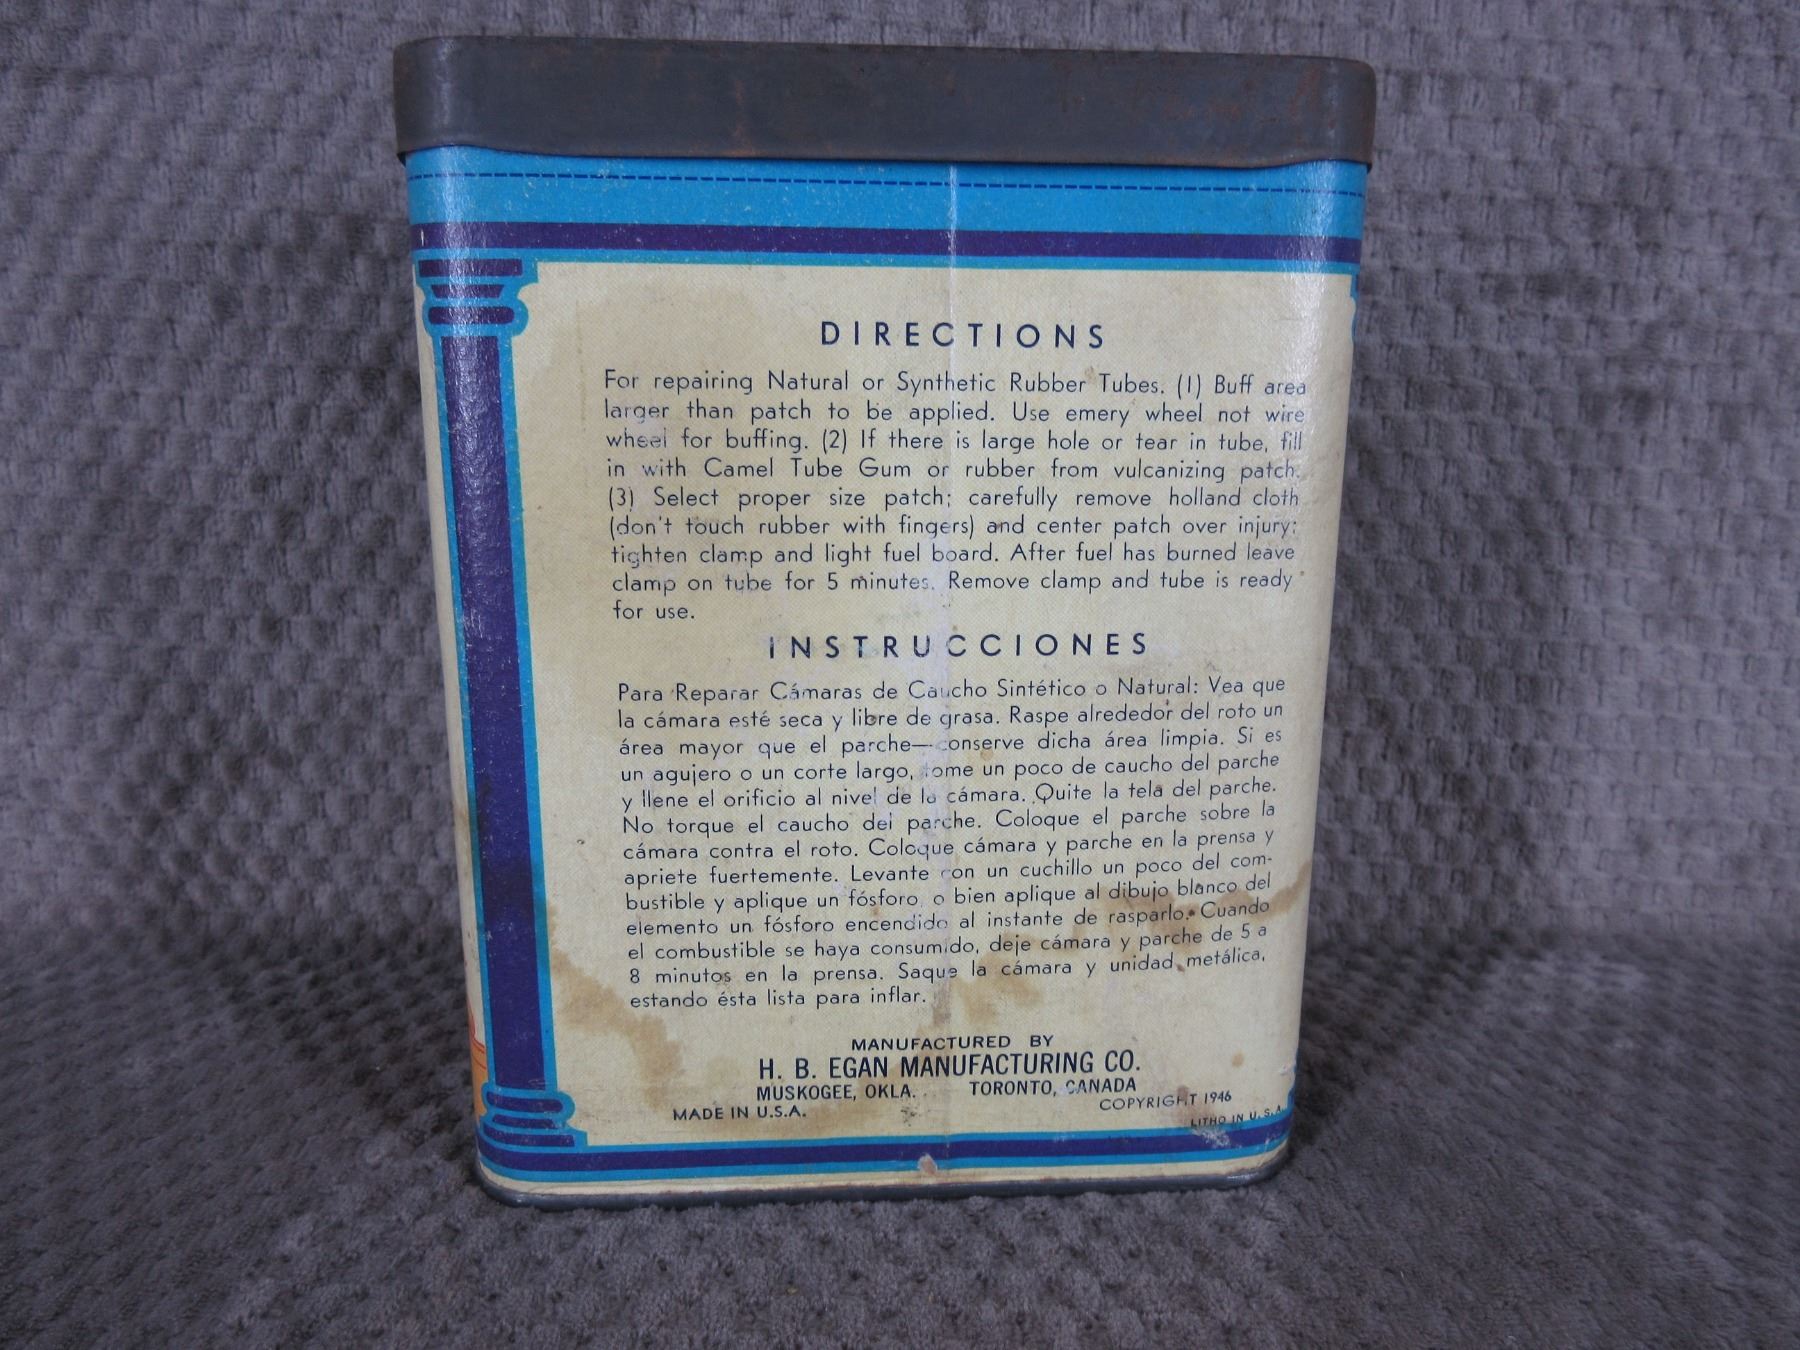 DIRECTIONS
For repairing Natural or Synthetic Rubber Tubes. (1) Buff area
larger than patch to be applied. Use emery wheel not wire
wheel for buffing. (2) If there is large hole or tear in tube, fill
in with Camel Tube Gum or rubber from vulcanizing patch.
(3) Select proper size patch; carefully remove holland cloth
(don't touch rubber with fingers) and center patch over injury;
tighten clamp and light fuel board. After fuel has burned leave
clamp on tube for 5 minutes. Remove clamp and tube is ready
for use.
INSTRUCCIONES
Para Reparar Cámaras de Caucho Sintético o Natural: Vea que
la cámara esté seca y libre de grasa. Raspe alrededor del roto un
área mayor que el parche—conserve dicha área limpia. Si es
un agujero o un corte largo, tome un poco de caucho del parche
y llene el orificio al nivel de la cámara. Quite la tela del parche.
No torque el caucho del parche. Coloque el parche sobre la
cámara contra el roto. Coloque cámara y parche en la prensa y
apriete fuertemente. Levante con un cuchillo un poco del com-
bustible y aplique un fósforo, o bien aplique al dibujo blanco del
elemento un fósforo encendido al instante de rasparlo. Cuando
el combustible se haya consumido, deje cámara y parche de 5 a
8 minutos en la prensa. Saque la cámara y unidad metálica,
estando ésta lista para inflar.
MANUFACTURED BY
H. B. EGAN MANUFACTURING CO.
MUSKOGEE, OKLA. TORONTO, CANADA
MADE IN U.S.A. COPYRIGHT 1946
LITHO IN U.S.A.